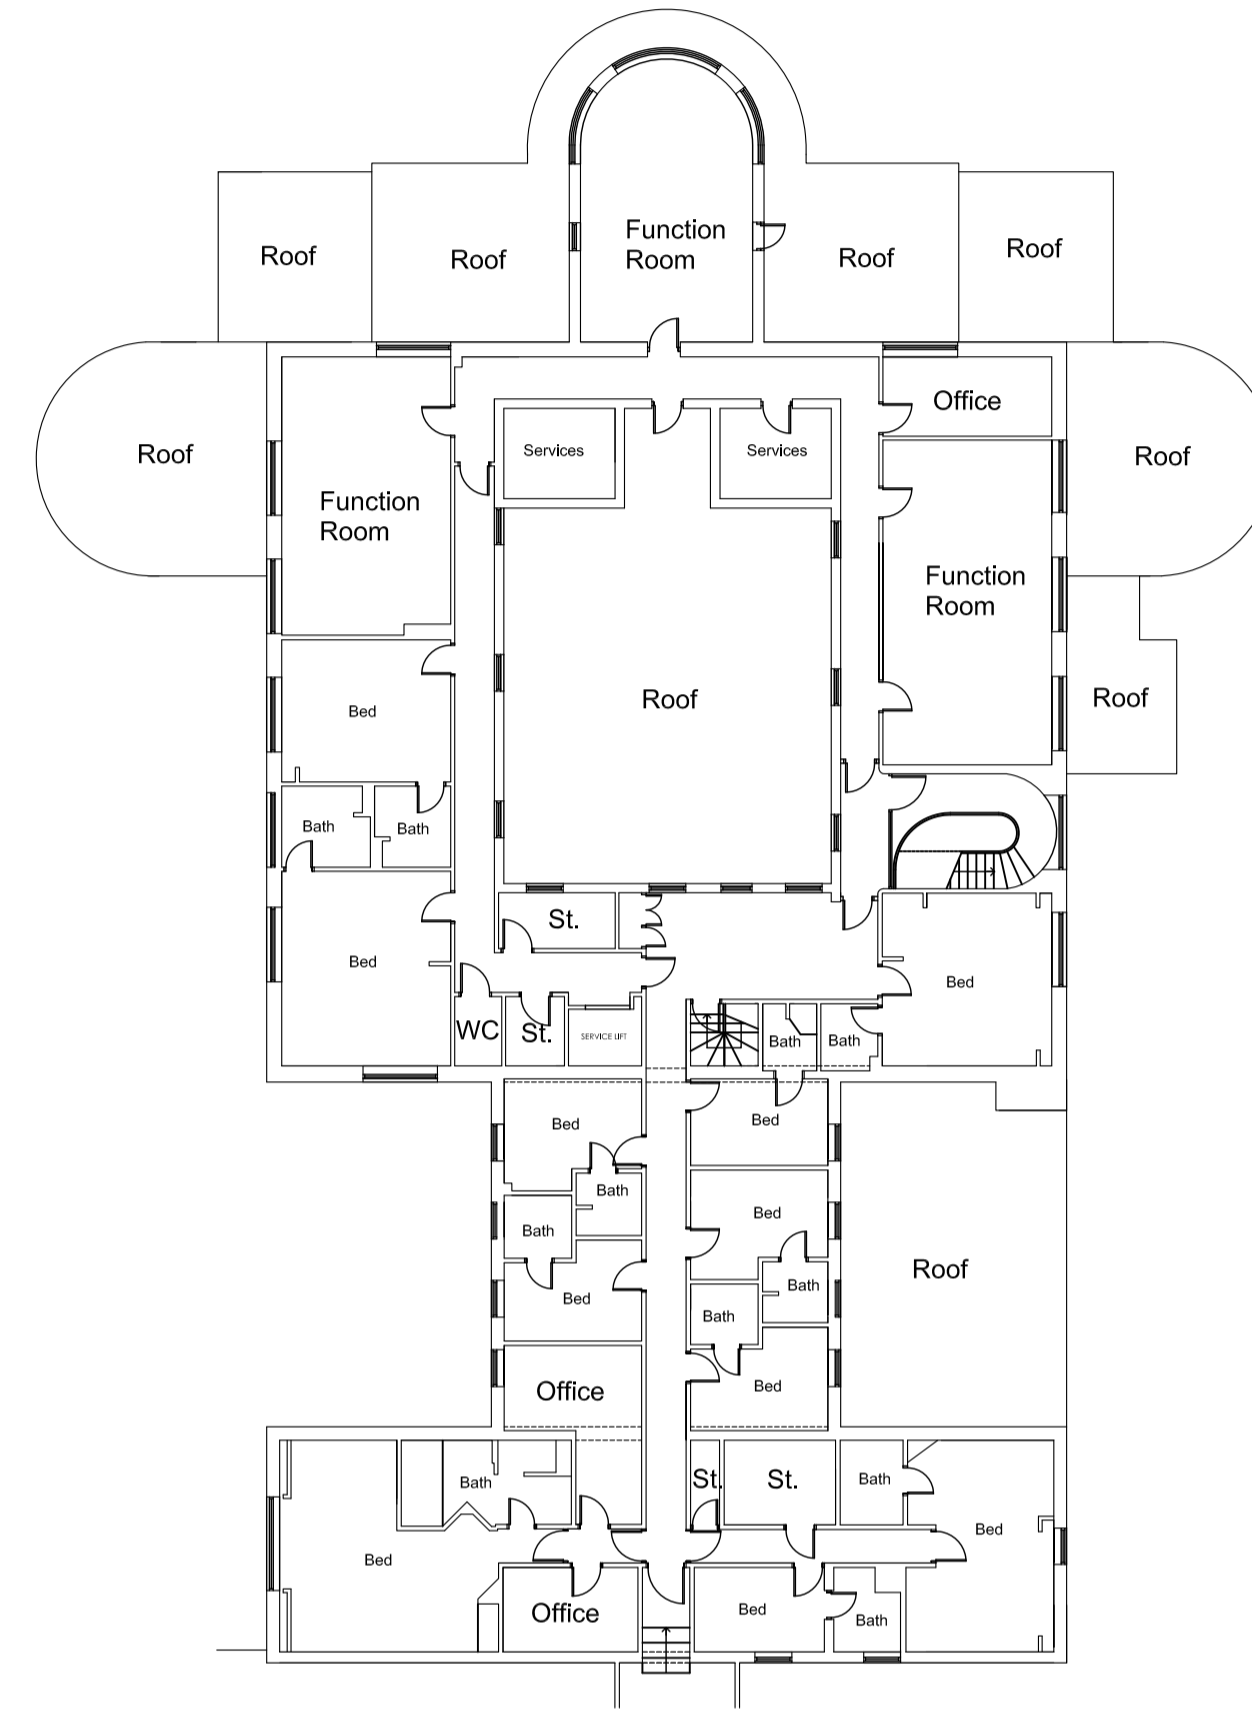 Function
Room
Roof
Roof
Roof
Roof
Office
Services
Services
Roof
Roof
Function
Room
Function
Room
Roof
Roof
Bed
Bath
Bath
St.
Bed
Bed
WC
St.
SERVICE LIFT
Bath
Bath
Bed
Bed
Bath
Bed
Bath
Roof
Bath
Bed
Bath
Bed
Office
Bath
St.
St.
Bath
Bed
Bed
Office
Bed
Bath